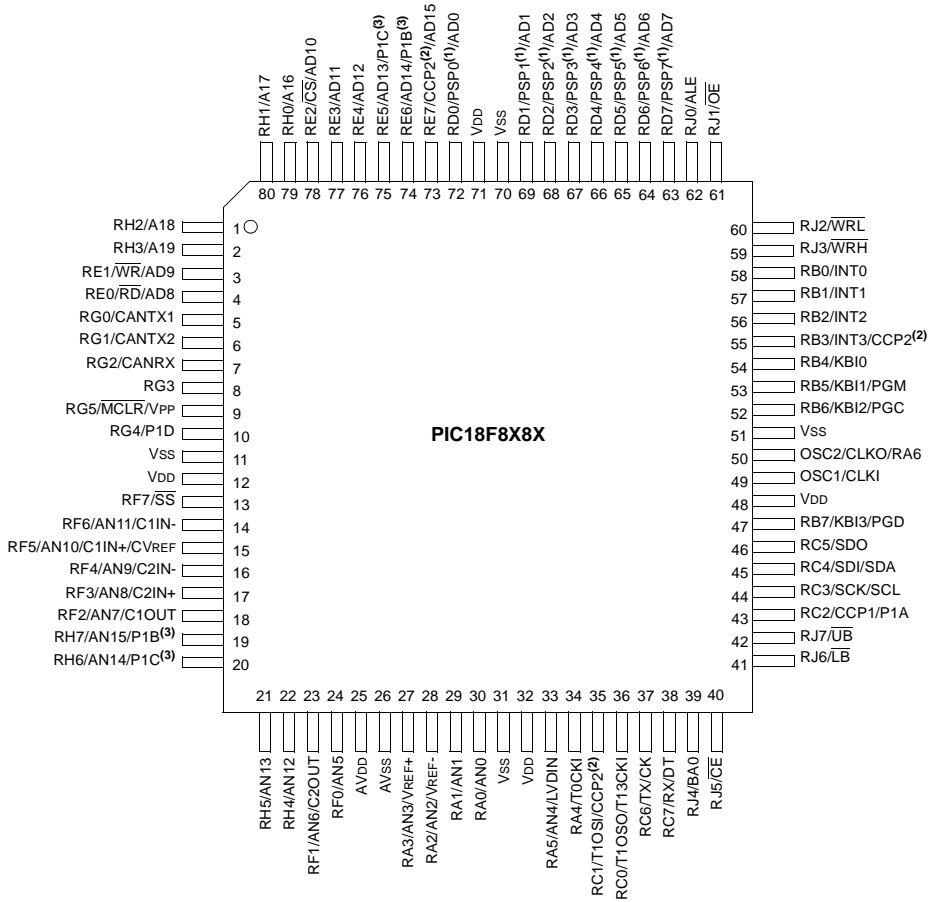 RH1/A17
RH0/A16
RE2/CS/AD10
RE3/AD11
RE4/AD12
RE5/AD13/P1C(3)
RE6/AD14/P1B(3)
RE7/CCP2(2)/AD15
RD0/PSP0(1)/AD0
VDD
VSS
RD1/PSP1(1)/AD1
RD2/PSP2(1)/AD2
RD3/PSP3(1)/AD3
RD4/PSP4(1)/AD4
RD5/PSP5(1)/AD5
RD6/PSP6(1)/AD6
RD7/PSP7(1)/AD7
RJ0/ALE
RJ1/OE
80 79 78 77 76 75 74 73 72 71 70 69 68 67 66 65 64 63 62 61
RH2/A18 1
RH3/A19 2
RE1/WR/AD9 3
RE0/RD/AD8 4
RG0/CANTX1 5
RG1/CANTX2 6
RG2/CANRX 7
RG3 8
RG5/MCLR/VPP 9
RG4/P1D 10
VSS 11
VDD 12
RF7/SS 13
RF6/AN11/C1IN- 14
RF5/AN10/C1IN+/CVREF 15
RF4/AN9/C2IN- 16
RF3/AN8/C2IN+ 17
RF2/AN7/C1OUT 18
RH7/AN15/P1B(3) 19
RH6/AN14/P1C(3) 20
PIC18F8X8X
60 RJ2/WRL
59 RJ3/WRH
58 RB0/INT0
57 RB1/INT1
56 RB2/INT2
55 RB3/INT3/CCP2(2)
54 RB4/KBI0
53 RB5/KBI1/PGM
52 RB6/KBI2/PGC
51 VSS
50 OSC2/CLKO/RA6
49 OSC1/CLKI
48 VDD
47 RB7/KBI3/PGD
46 RC5/SDO
45 RC4/SDI/SDA
44 RC3/SCK/SCL
43 RC2/CCP1/P1A
42 RJ7/UB
41 RJ6/LB
21 22 23 24 25 26 27 28 29 30 31 32 33 34 35 36 37 38 39 40
RH5/AN13
RH4/AN12
RF1/AN6/C2OUT
RF0/AN5
AVDD
AVSS
RA3/AN3/VREF+
RA2/AN2/VREF-
RA1/AN1
RA0/AN0
VSS
VDD
RA5/AN4/LVDIN
RA4/T0CKI
RC1/T1OSI/CCP2(2)
RC0/T1OSO/T13CKI
RC6/TX/CK
RC7/RX/DT
RJ4/BA0
RJ5/CE